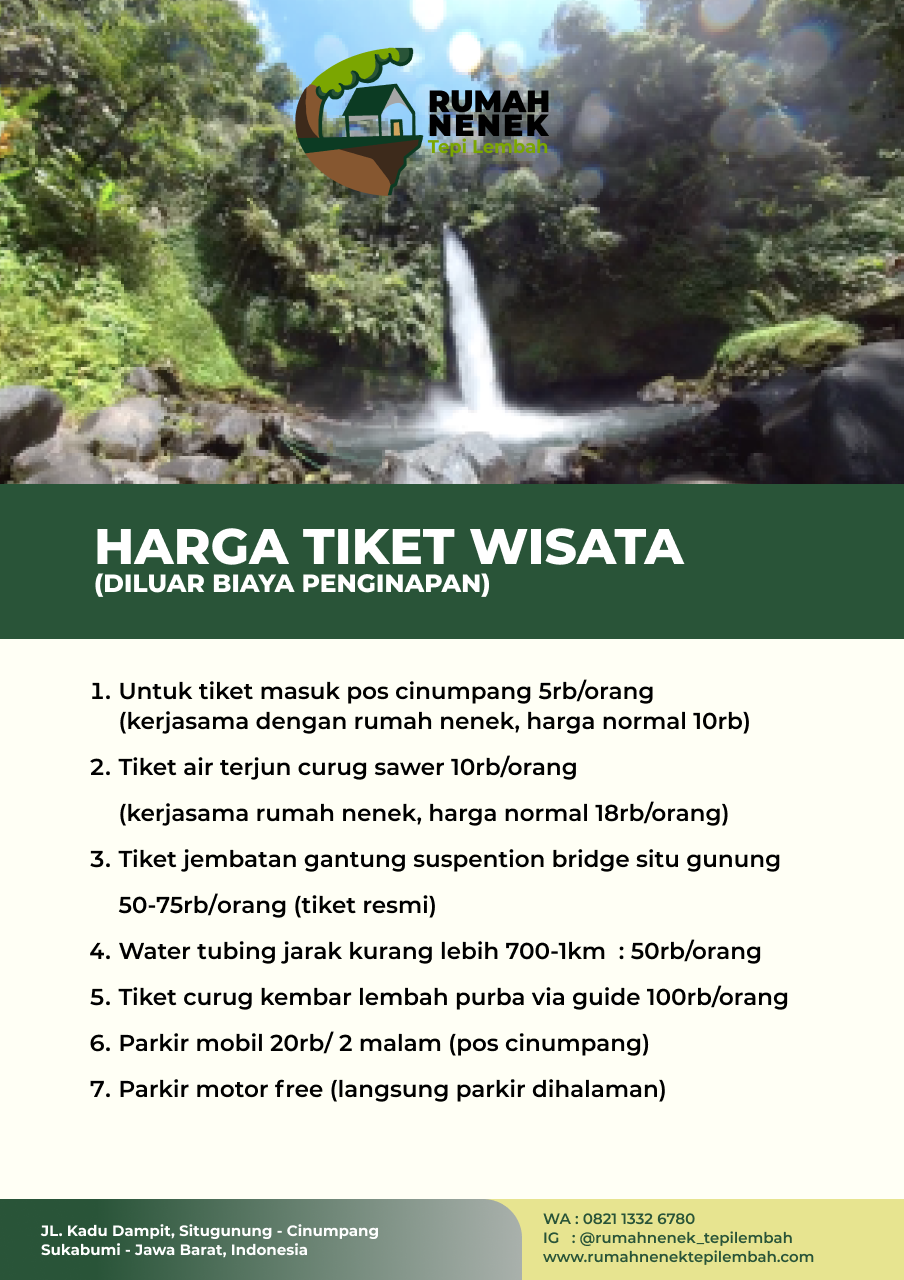 RUMAH
NENEK
Tepi Lembah
HARGA TIKET WISATA
(DILUAR BIAYA PENGINAPAN)
1. Untuk tiket masuk pos cinumpang 5rb/orang
(kerjasama dengan rumah nenek, harga normal 10rb)
2. Tiket air terjun curug sawer 10rb/orang
(kerjasama rumah nenek, harga normal 18rb/orang)
3. Tiket jembatan gantung suspention bridge situ gunung
50-75rb/orang (tiket resmi)
4. Water tubing jarak kurang lebih 700-1km  : 50rb/orang
5. Tiket curug kembar lembah purba via guide 100rb/orang
6. Parkir mobil 20rb/ 2 malam (pos cinumpang)
7. Parkir motor free (langsung parkir dihalaman)
JL. Kadu Dampit, Situgunung - Cinumpang
Sukabumi - Jawa Barat, Indonesia
WA : 0821 1332 6780
IG   : @rumahnenek_tepilembah
www.rumahnenektepilembah.com